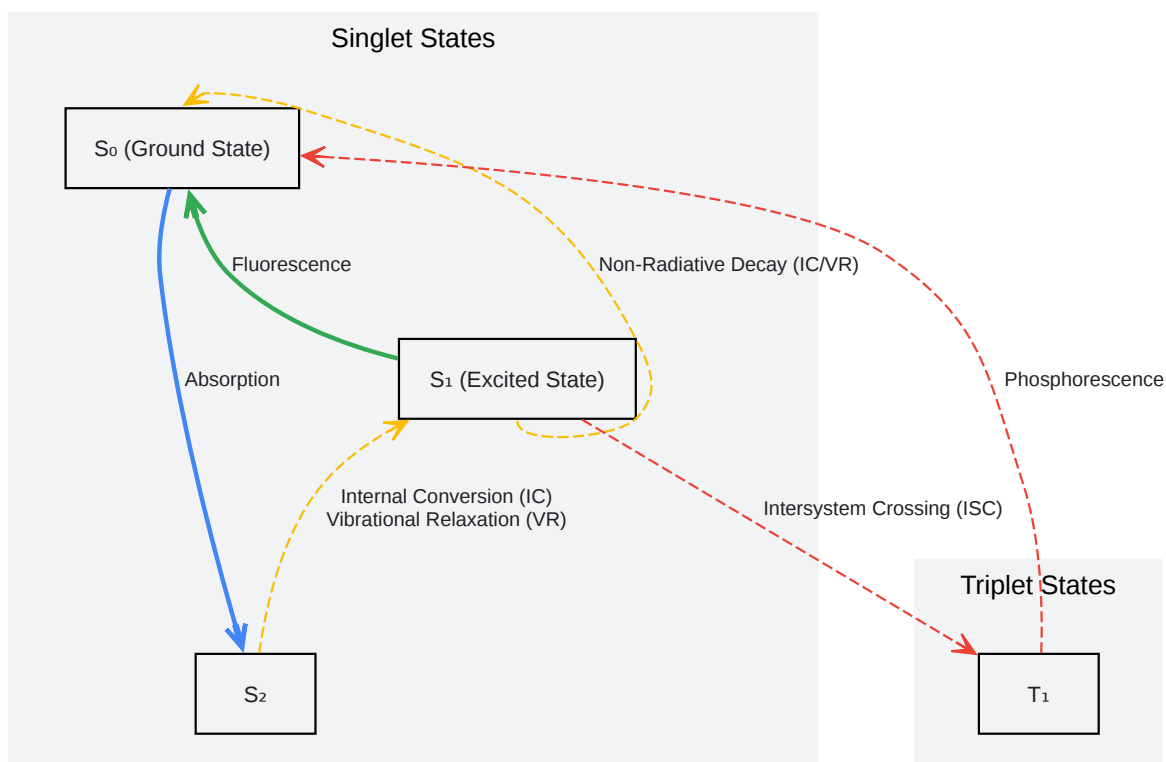 Singlet States
S₀ (Ground State)
Fluorescence
Non-Radiative Decay (IC/VR)
S₁ (Excited State)
Absorption
Phosphorescence
Internal Conversion (IC)
Vibrational Relaxation (VR)
Intersystem Crossing (ISC)
Triplet States
S₂
T₁